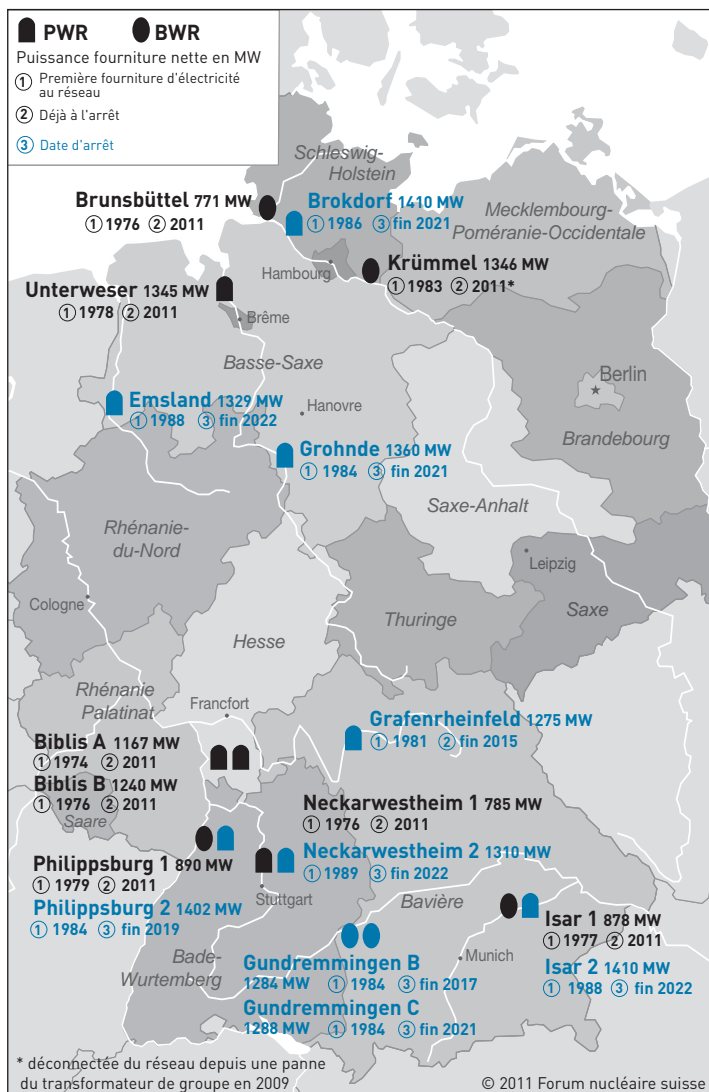 PWR BWR
Puissance fourniture nette en MW
① Première fourniture d'électricité
au réseau
② Déjà à l'arrêt
③ Date d'arrêt
Schleswig-
Holstein
Brunsbüttel 771 MW
① 1976 ② 2011
Brokdorf 1410 MW
① 1986 ③ fin 2021
Mecklembourg-
Poméranie-Occidentale
Hambourg
Krümmel 1346 MW
① 1983 ② 2011*
Unterweser 1345 MW
① 1978 ② 2011
Brême
Basse-Saxe
Berlin
Emsland 1329 MW
① 1988 ③ fin 2022
Hanovre
Brandebourg
Grohnde 1360 MW
① 1984 ③ fin 2021
Saxe-Anhalt
Rhénanie-
du-Nord
Leipzig
Cologne
Thuringe
Saxe
Hesse
Rhénanie
Palatinat
Francfort
Grafenrheinfeld 1275 MW
① 1981 ② fin 2015
Biblis A 1167 MW
① 1974 ② 2011
Biblis B 1240 MW
① 1976 ② 2011
Saare
Neckarwestheim 1 785 MW
① 1976 ② 2011
Neckarwestheim 2 1310 MW
① 1989 ③ fin 2022
Philippsburg 1 890 MW
① 1979 ② 2011
Philippsburg 2 1402 MW
① 1984 ③ fin 2019
Stuttgart
Bavière
Isar 1 878 MW
① 1977 ② 2011
Isar 2 1410 MW
① 1988 ③ fin 2022
Munich
Bade-
Wurtemberg
Gundremmingen B
1284 MW ① 1984 ③ fin 2017
Gundremmingen C
1288 MW ① 1984 ③ fin 2021
* déconnectée du réseau depuis une panne
du transformateur de groupe en 2009
© 2011 Forum nucléaire suisse